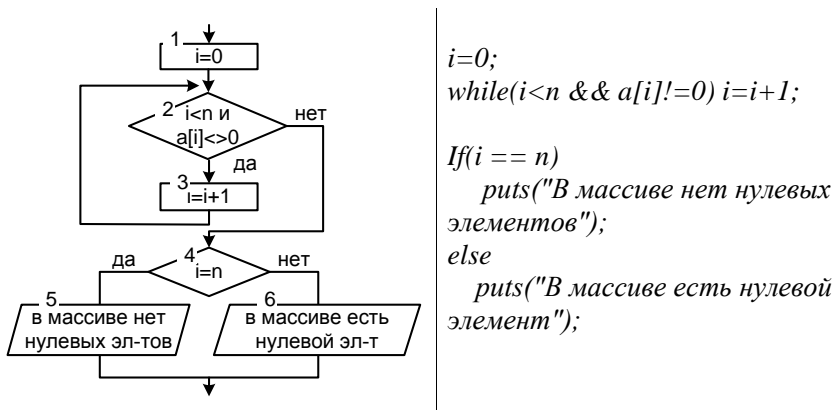 1
i=0
2
i<n и
a[i]<>0
нет
да
3
i=i+1
да
4
i=n
нет
5
в массиве нет
нулевых эл-тов
6
в массиве есть
нулевой эл-т
i=0;
while(i<n && a[i]!=0) i=i+1;
If(i == n)
puts("В массиве нет нулевых
элементов");
else
puts("В массиве есть нулевой
элемент");